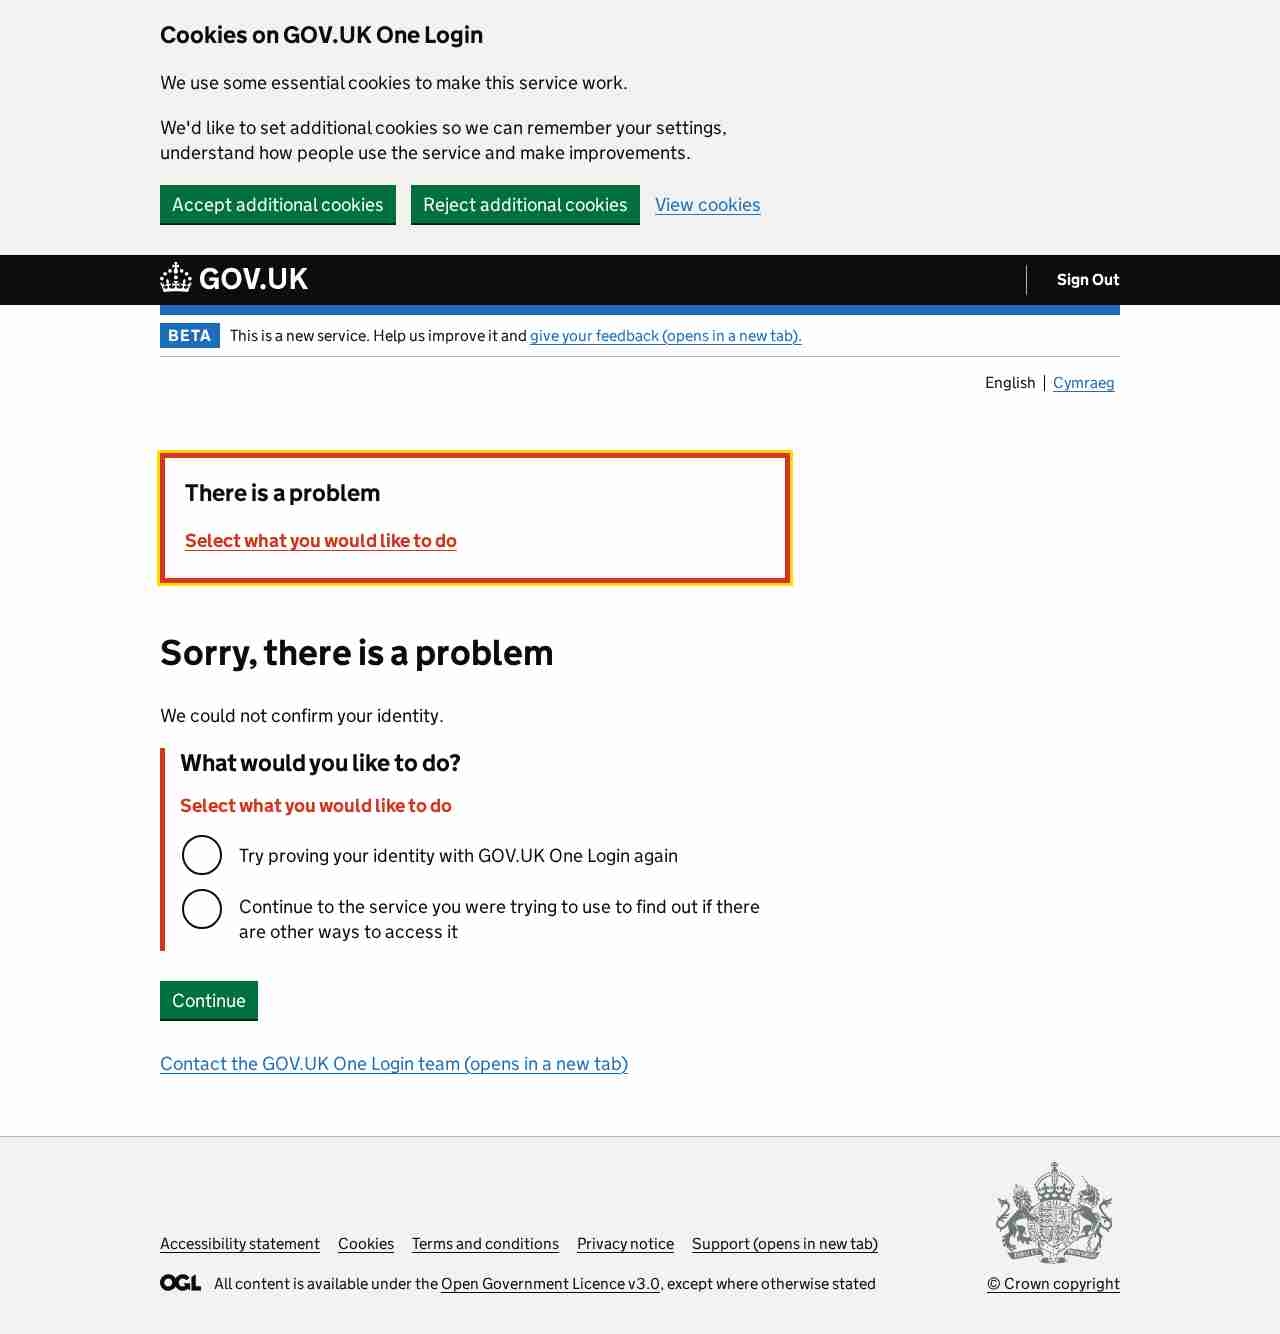 Cookies on GOV.UK One Login
We use some essential cookies to make this service work.
We'd like to set additional cookies so we can remember your settings,
understand how people use the service and make improvements.
Accept additional cookies Reject additional cookies View cookies
GOV.UK Sign Out
BETA This is a new service. Help us improve it and give your feedback (opens in a new tab).
English Cymraeg
There is a problem
Select what you would like to do
Sorry, there is a problem
We could not confirm your identity.
What would you like to do?
Select what you would like to do
Try proving your identity with GOV.UK One Login again
Continue to the service you were trying to use to find out if there
are other ways to access it
Continue
Contact the GOV.UK One Login team (opens in a new tab)
Accessibility statement Cookies Terms and conditions Privacy notice Support (opens in new tab)
OGL All content is available under the Open Government Licence v3.0, except where otherwise stated
© Crown copyright